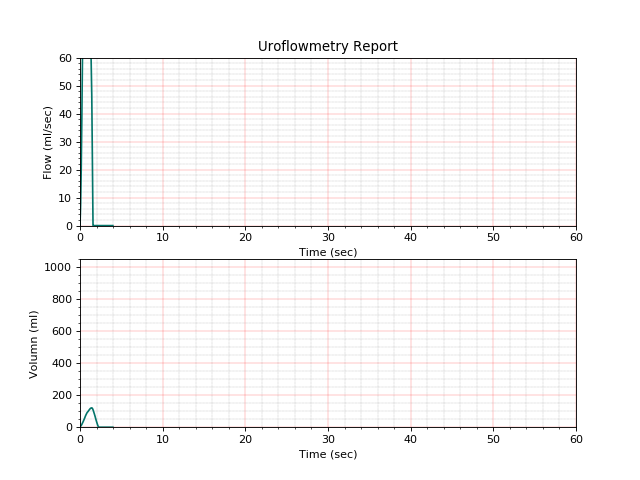 Uroflowmetry Report
60
50
40
30
20
10
0
Flow (ml/sec)
0 10 20 30 40 50 60
Time (sec)
1000
800
600
400
200
0
Volumn (ml)
0 10 20 30 40 50 60
Time (sec)